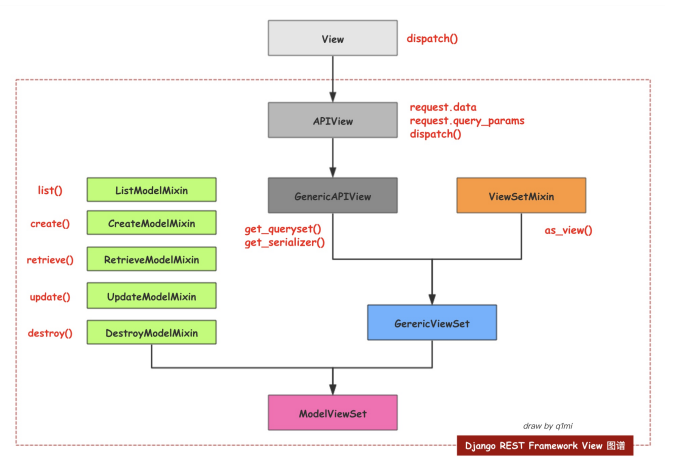 View
dispatch()
APIView
request.data
request.query_params
dispatch()
list()
ListModelMixin
GenericAPIView
ViewSetMixin
create()
CreateModelMixin
get_queryset()
get_serializer()
as_view()
retrieve()
RetrieveModelMixin
update()
UpdateModelMixin
destroy()
DestroyModelMixin
GerericViewSet
ModelViewSet
draw by q1mi
Django REST Framework View 图谱